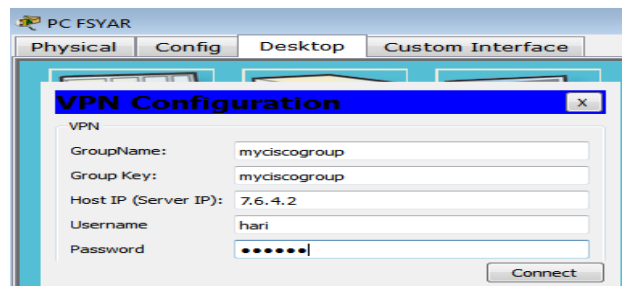 PC FSYAR
Physical Config Desktop Custom Interface
VPN Configuration x
VPN
GroupName: myciscogroup
Group Key: myciscogroup
Host IP (Server IP): 7.6.4.2
Username hari
Password ●●●●●●
Connect